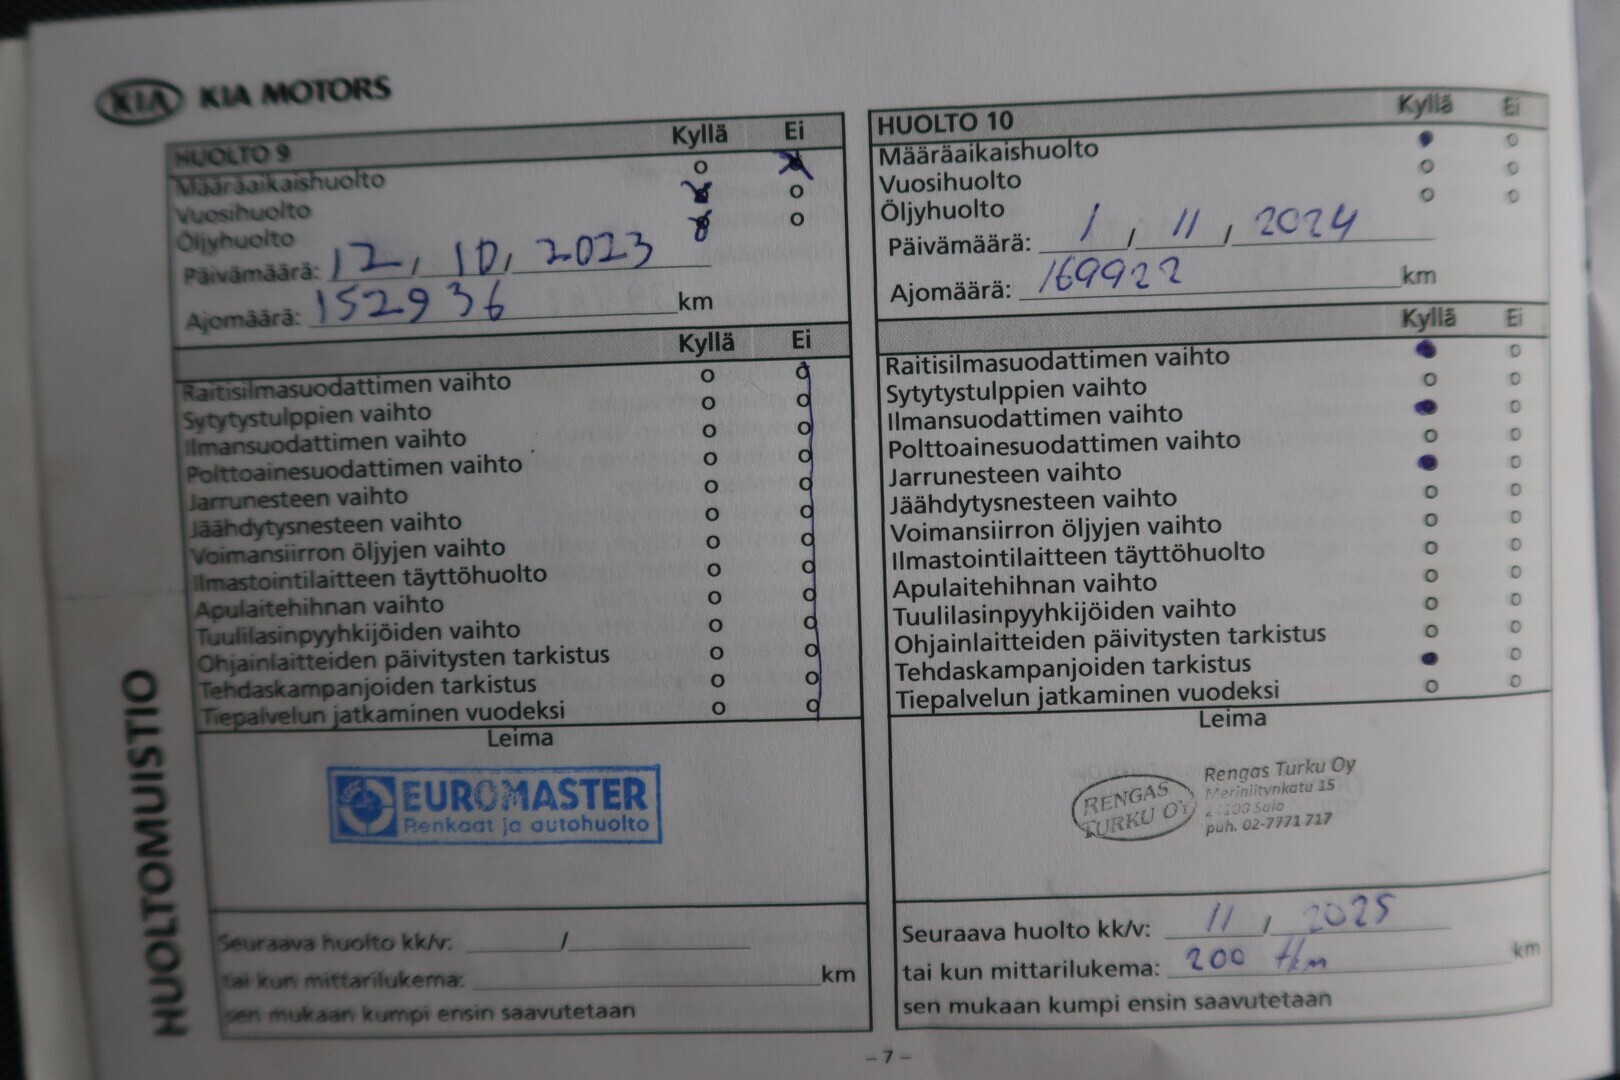 KIA KIA MOTORS
HUOLTOMUISTIO
HUOLTO 9 Kyllä Ei
Määräaikaishuolto o o
Vuosihuolto o o
Öljyhuolto o o
Päivämäärä: 12, 10, 2023
Ajomäärä: 152936 km
Kyllä Ei
Raitisilmasuodattimen vaihto o o
Sytytystulppien vaihto o o
Ilmansuodattimen vaihto o o
Polttoainesuodattimen vaihto o o
Jarrunesteen vaihto o o
Jäähdytysnesteen vaihto o o
Voimansiirron öljyjen vaihto o o
Ilmastointilaitteen täyttöhuolto o o
Apulaitehihnan vaihto o o
Tuulilasinpyyhkijöiden vaihto o o
Ohjainlaitteiden päivitysten tarkistus o o
Tehdaskampanjoiden tarkistus o o
Tiepalvelun jatkaminen vuodeksi o o
Leima
EUROMASTER
Renkaat ja autohuolto
Seuraava huolto kk/v: /
tai kun mittarilukema: km
sen mukaan kumpi ensin saavutetaan
HUOLTO 10 Kyllä Ei
Määräaikaishuolto o o
Vuosihuolto o o
Öljyhuolto o o
Päivämäärä: 1, 11, 2024
Ajomäärä: 169922 km
Kyllä Ei
Raitisilmasuodattimen vaihto o o
Sytytystulppien vaihto o o
Ilmansuodattimen vaihto o o
Polttoainesuodattimen vaihto o o
Jarrunesteen vaihto o o
Jäähdytysnesteen vaihto o o
Voimansiirron öljyjen vaihto o o
Ilmastointilaitteen täyttöhuolto o o
Apulaitehihnan vaihto o o
Tuulilasinpyyhkijöiden vaihto o o
Ohjainlaitteiden päivitysten tarkistus o o
Tehdaskampanjoiden tarkistus o o
Tiepalvelun jatkaminen vuodeksi o o
Leima
RENGAS
TURKU OY
Rengas Turku Oy
Meriniitynkatu 15
Salo
puh. 02-7771 717
Seuraava huolto kk/v: 11 / 2025
tai kun mittarilukema: 200 tkm km
sen mukaan kumpi ensin saavutetaan
– 7 –